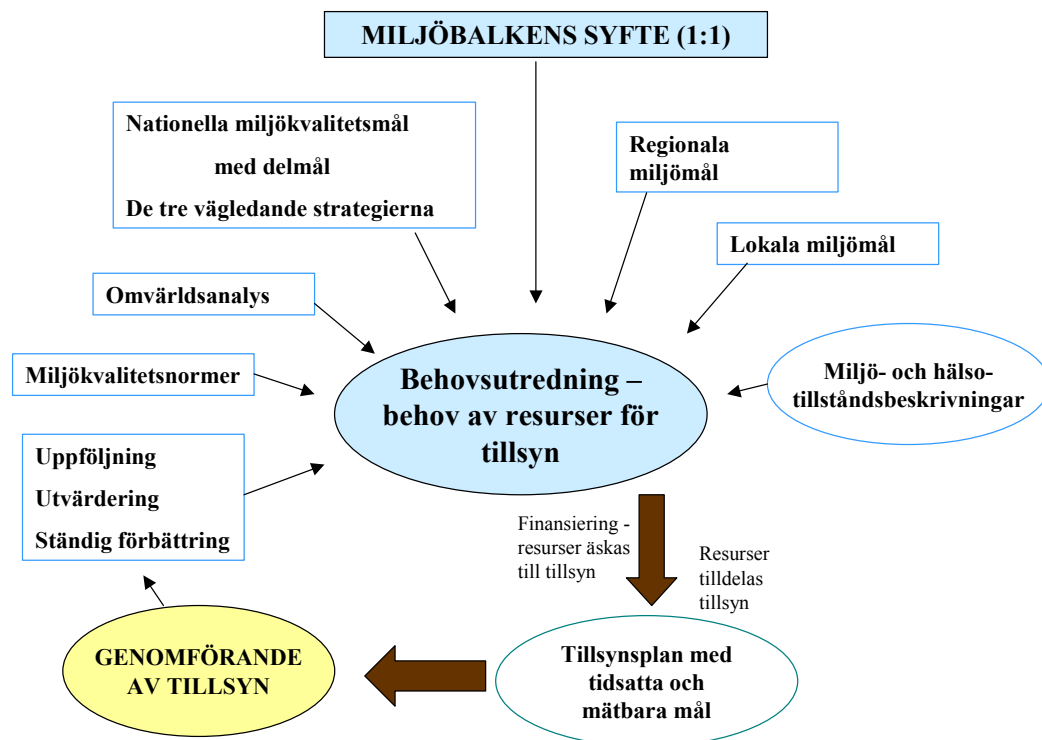 MILJÖBALKENS SYFTE (1:1)
Nationella miljökvalitetsmål
med delmål
De tre vägledande strategierna
Regionala
miljömål
Lokala miljömål
Omvärldsanalys
Miljökvalitetsnormer
Behovsutredning –
behov av resurser för
tillsyn
Miljö- och hälso-
tillståndsbeskrivningar
Uppföljning
Utvärdering
Ständig förbättring
Finansiering -
resurser äskas
till tillsyn
Resurser
tilldelas
tillsyn
GENOMFÖRANDE
AV TILLSYN
Tillsynsplan med
tidsatta och
mätbara mål